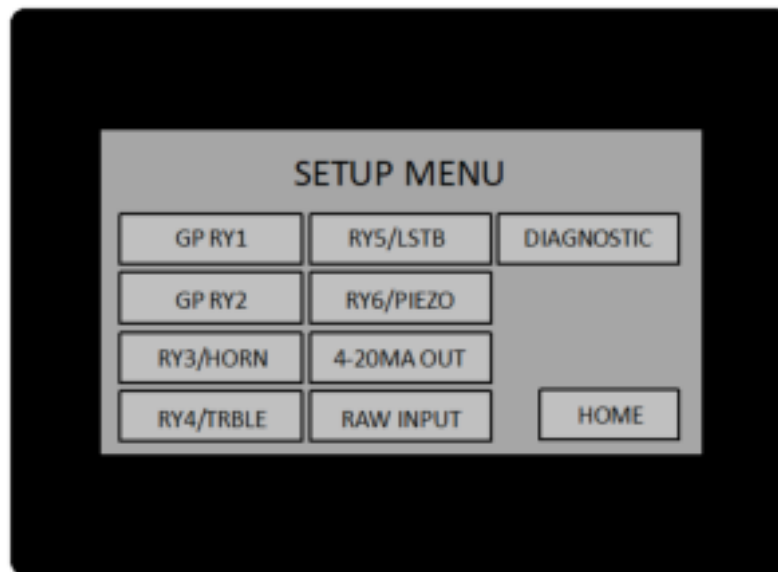 SETUP MENU
GP RY1
RY5/LSTB
DIAGNOSTIC
GP RY2
RY6/PIEZO
RY3/HORN
4-20MA OUT
RY4/TRBLE
RAW INPUT
HOME